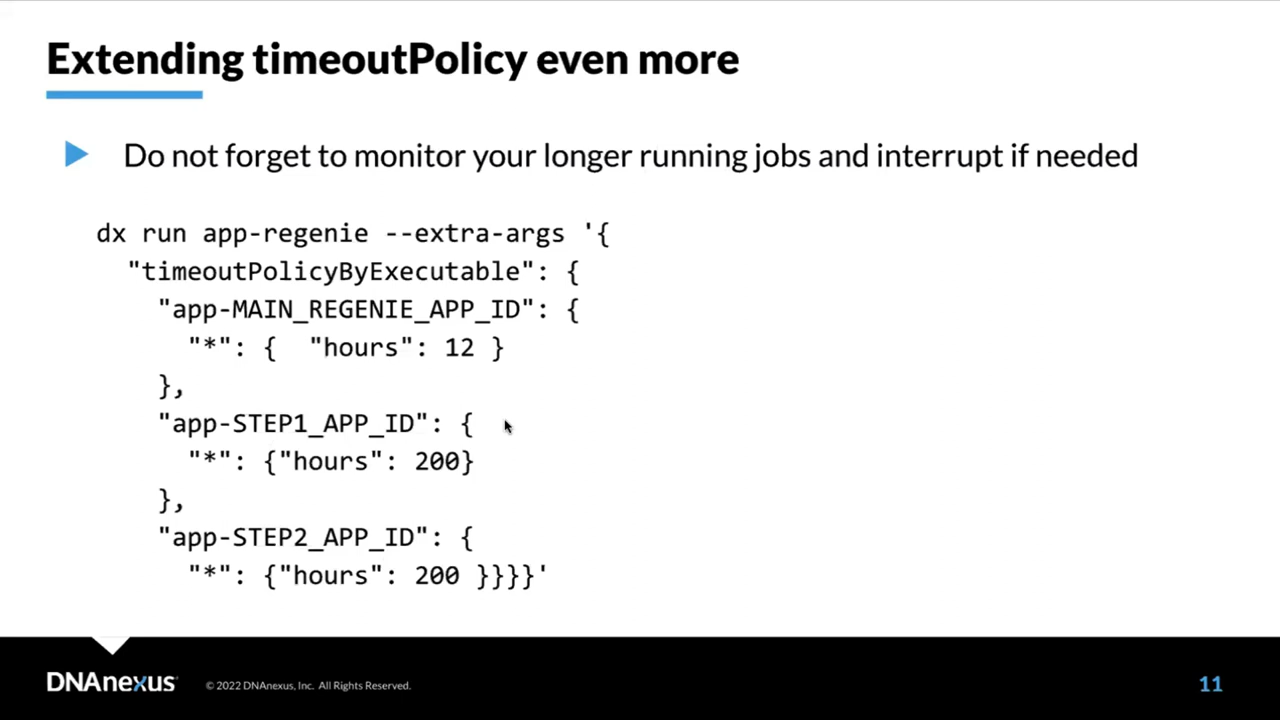 Extending timeoutPolicy even more
Do not forget to monitor your longer running jobs and interrupt if needed
dx run app-regenie --extra-args '{
"timeoutPolicyByExecutable": {
"app-MAIN_REGENIE_APP_ID": {
"*": {  "hours": 12 }
},
"app-STEP1_APP_ID": {
"*": {"hours": 200}
},
"app-STEP2_APP_ID": {
"*": {"hours": 200 }}}}'
DNAnexus
© 2022 DNAnexus, Inc. All Rights Reserved.
11